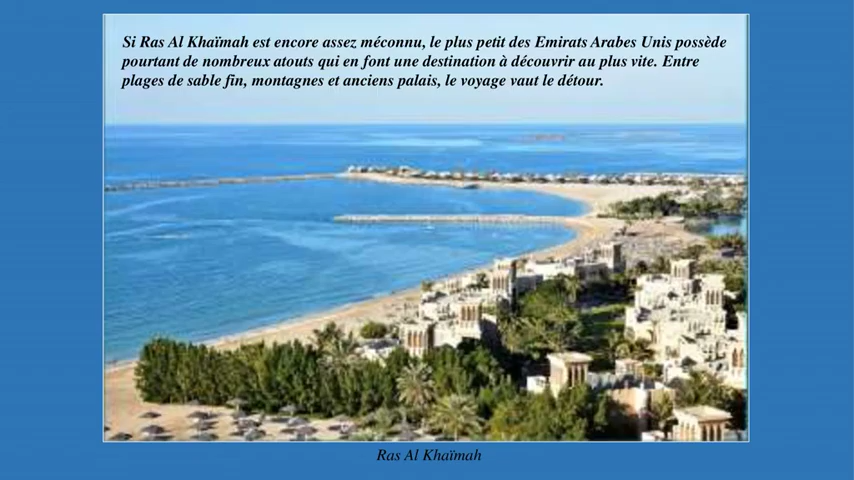 Si Ras Al Khaïmah est encore assez méconnu, le plus petit des Emirats Arabes Unis possède
pourtant de nombreux atouts qui en font une destination à découvrir au plus vite. Entre
plages de sable fin, montagnes et anciens palais, le voyage vaut le détour.
Ras Al Khaïmah